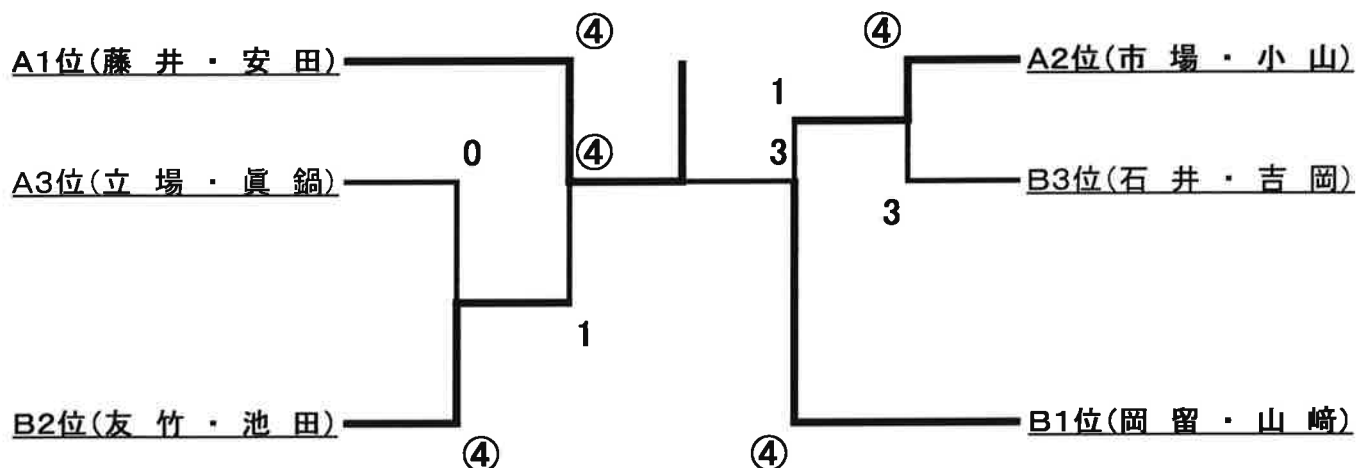 ④ ④
A1位(藤 井 ・ 安 田) A2位(市 場 ・ 小 山)
1
0 ④ 3
A3位(立 場 ・ 眞 鍋) B3位(石 井 ・ 吉 岡)
3
1
B2位(友 竹 ・ 池 田) B1位(岡 留 ・ 山 﨑)
④ ④